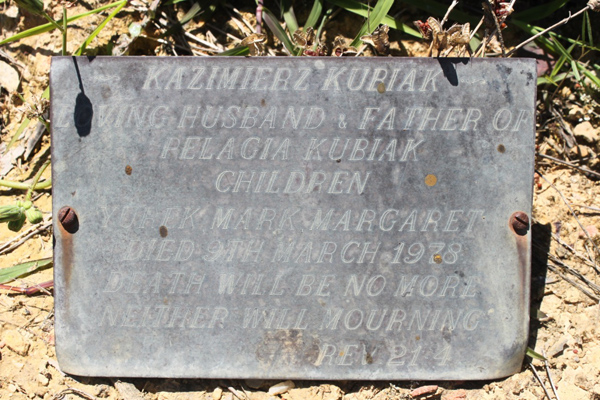 KAZIMIERZ KUBIAK
LOVING HUSBAND & FATHER OF
PELAGIA KUBIAK
CHILDREN
MARK MARGARET
DIED 9TH MARCH 1978
DEATH WILL BE NO MORE
NEITHER WILL MOURNING
REV. 21:4